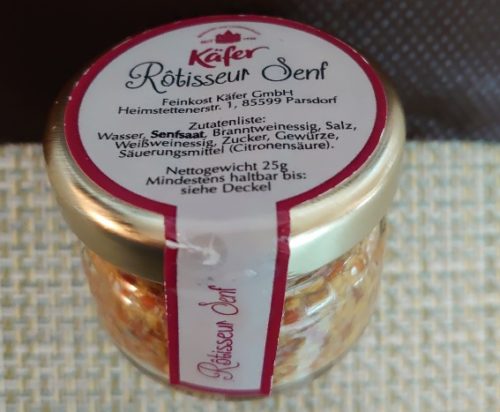 Käfer
Rôtisseur Senf
Feinkost Käfer GmbH
Heimstettenerstr. 1, 85599 Parsdorf
Zutatenliste:
Wasser, Senfsaat, Branntweinessig, Salz,
Weißweinessig, Zucker, Gewürze,
Säuerungsmittel (Citronensäure).
Nettogewicht 25g
Mindestens haltbar bis:
siehe Deckel
Rôtisseur Senf